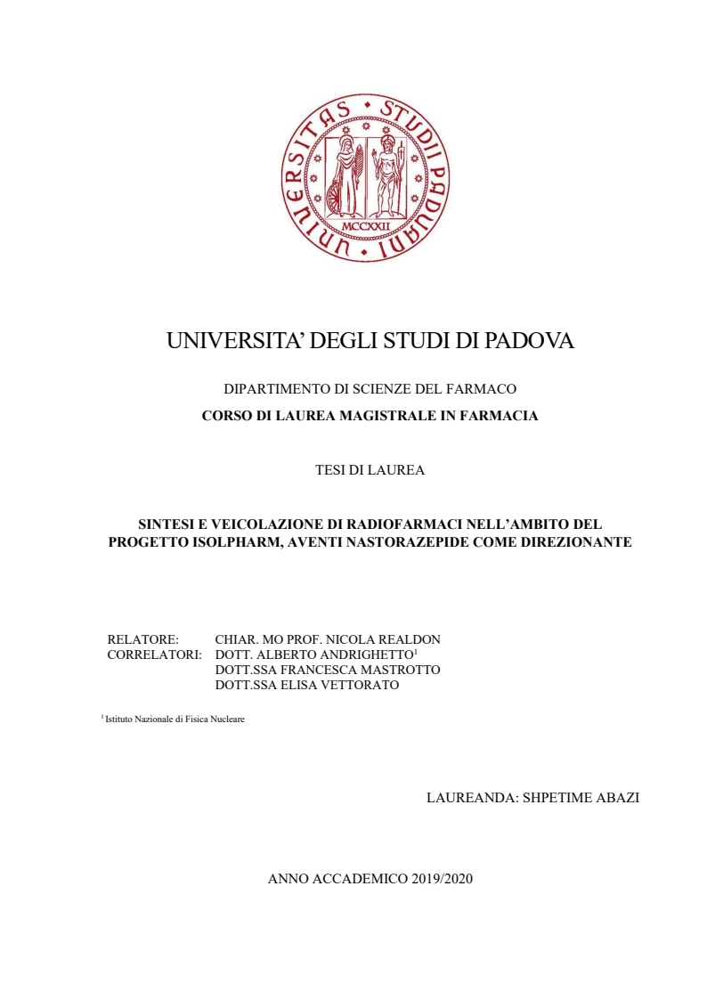 UNIVERSITAS STUDII PADUANI
MCCXXII
UNIVERSITA’ DEGLI STUDI DI PADOVA
DIPARTIMENTO DI SCIENZE DEL FARMACO
CORSO DI LAUREA MAGISTRALE IN FARMACIA
TESI DI LAUREA
SINTESI E VEICOLAZIONE DI RADIOFARMACI NELL’AMBITO DEL
PROGETTO ISOLPHARM, AVENTI NASTORAZEPIDE COME DIREZIONANTE
RELATORE: CHIAR. MO PROF. NICOLA REALDON
CORRELATORI: DOTT. ALBERTO ANDRIGHETTO¹
DOTT.SSA FRANCESCA MASTROTTO
DOTT.SSA ELISA VETTORATO
¹ Istituto Nazionale di Fisica Nucleare
LAUREANDA: SHPETIME ABAZI
ANNO ACCADEMICO 2019/2020